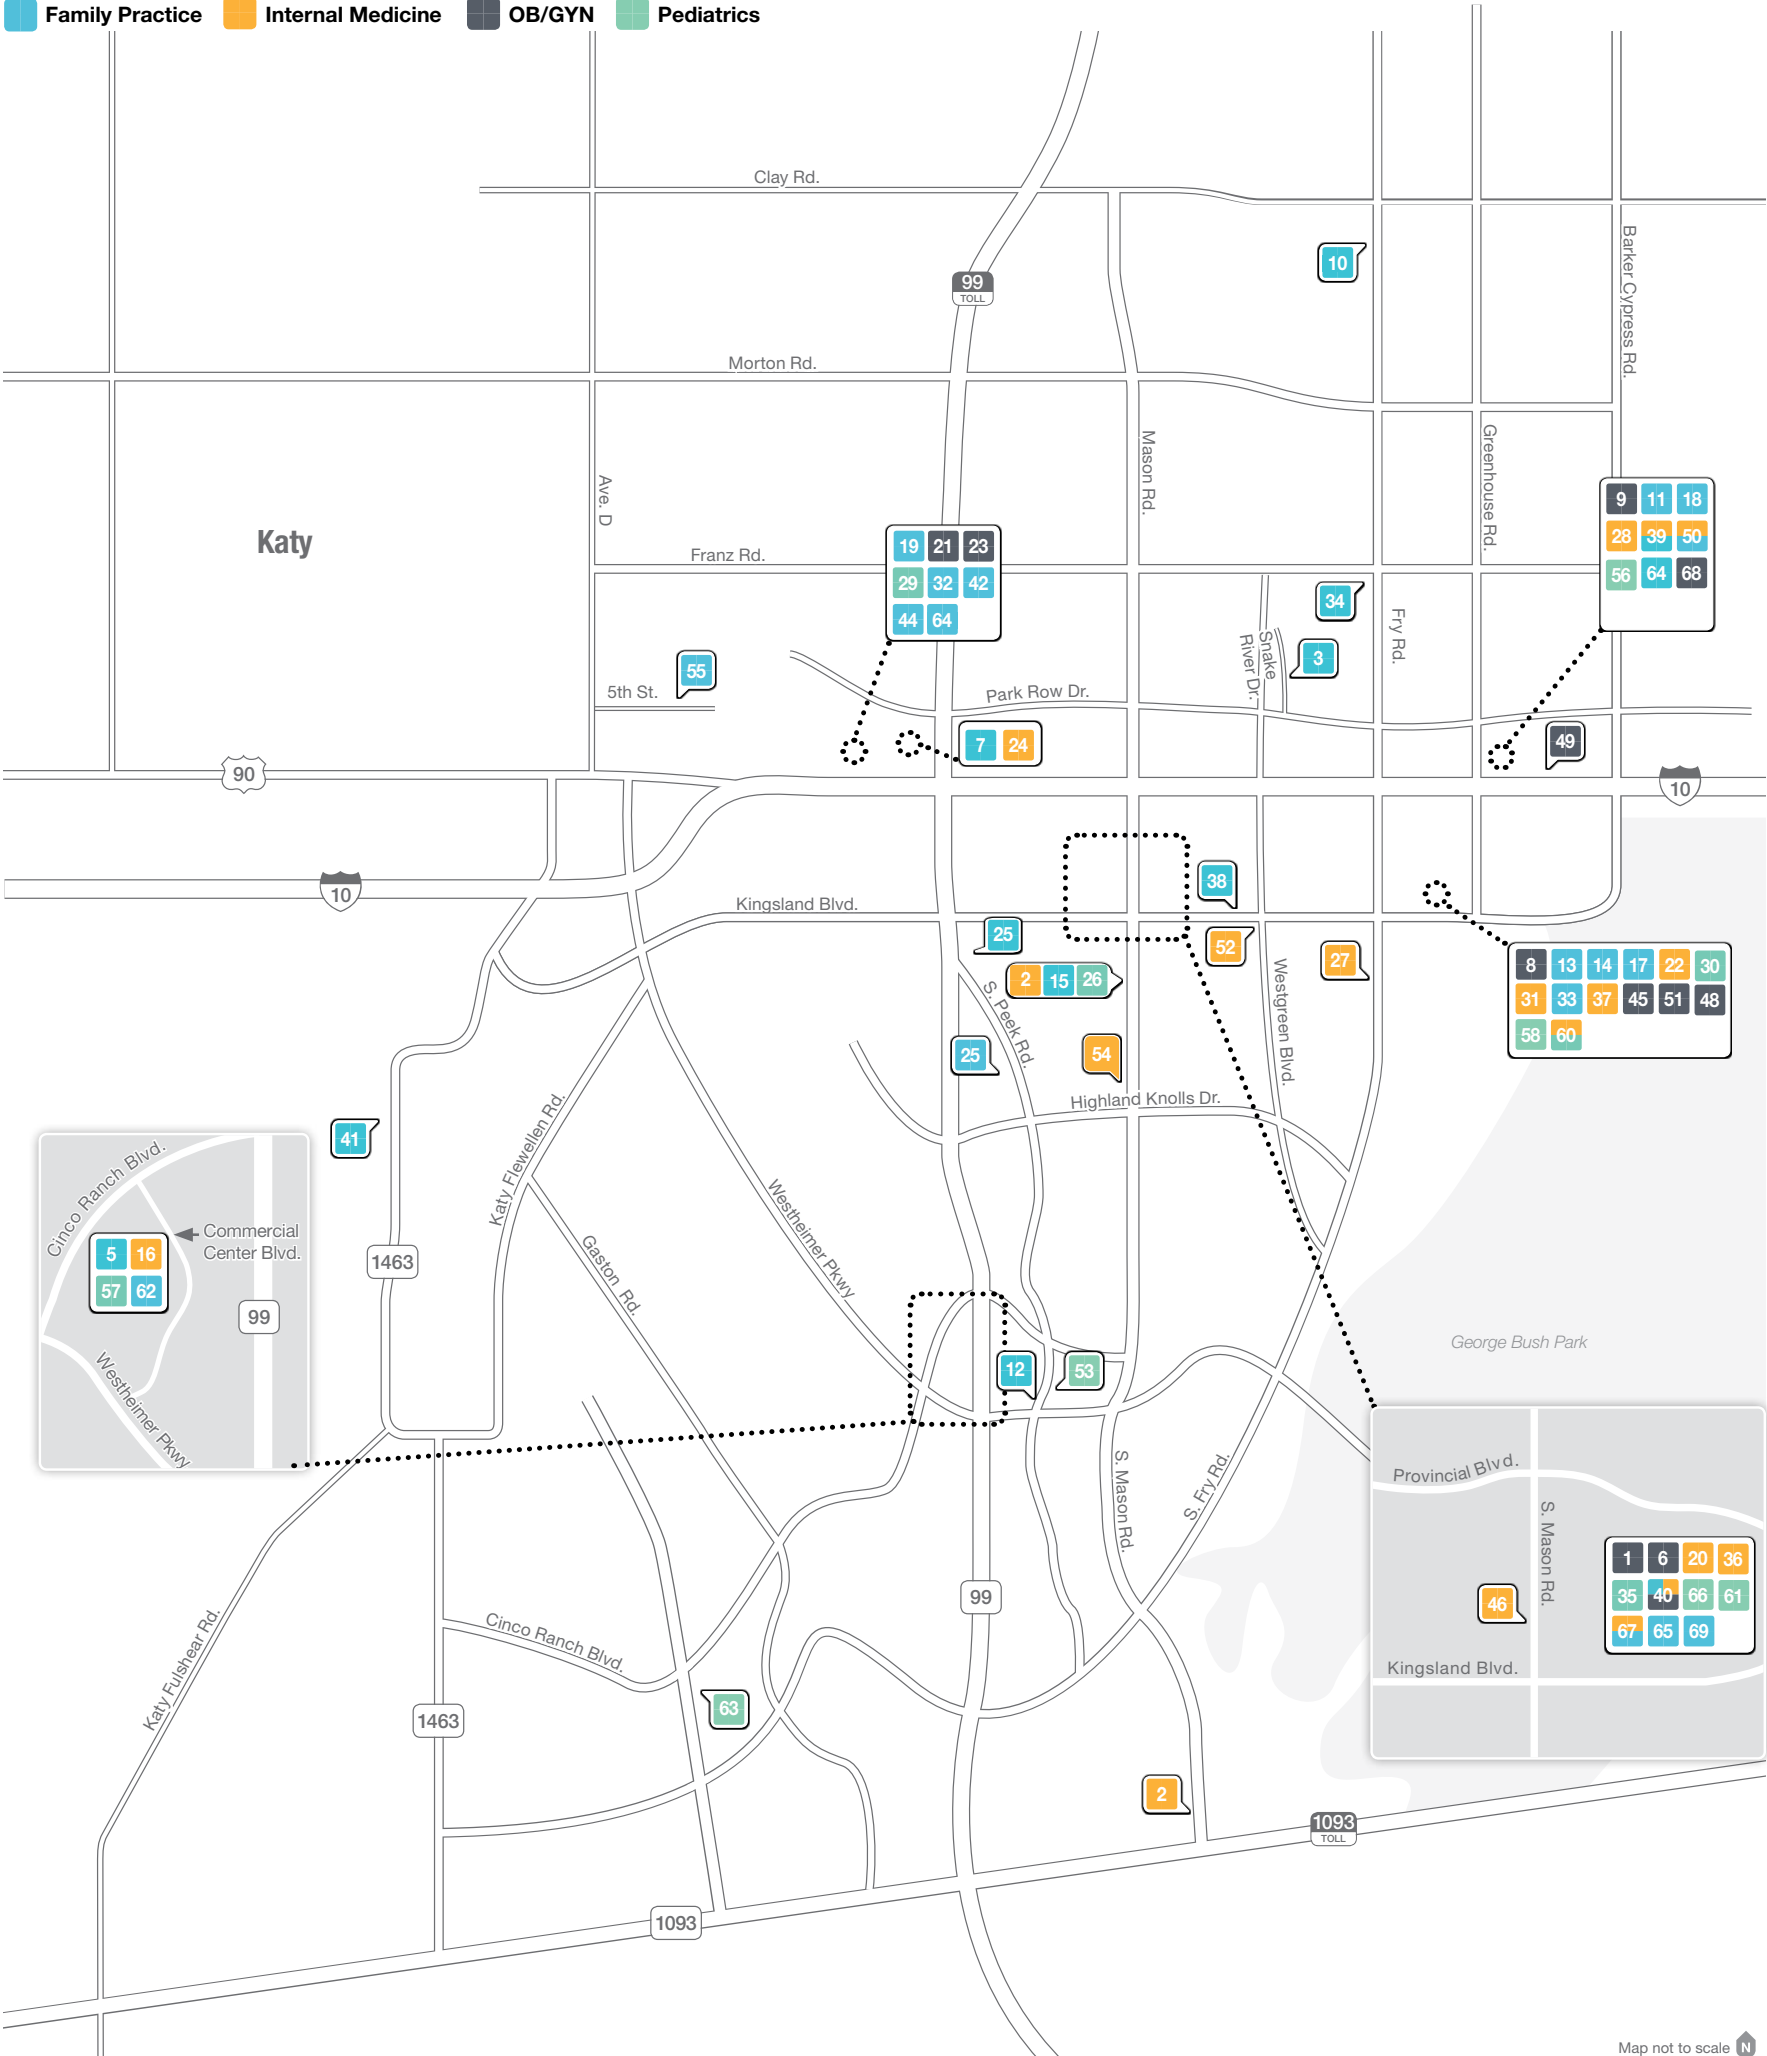 Family Practice Internal Medicine OB/GYN Pediatrics
Clay Rd.
Barker Cypress Rd.
10
99
TOLL
Morton Rd.
Mason Rd.
Greenhouse Rd.
Ave. D
Katy
Franz Rd.
19 21 23
29 32 42
44 64
9 11 18
28 39 50
56 64 68
34
Fry Rd.
Snake
River Dr.
3
55
5th St.
Park Row Dr.
7 24
49
90
10
10
38
Kingsland Blvd.
25
52
27
2 15 26
S. Peek Rd.
Westgreen Blvd.
8 13 14 17 22 30
31 33 37 45 51 48
58 60
25
54
Highland Knolls Dr.
41
Katy Flewellen Rd.
Cinco Ranch Blvd.
Commercial
Center Blvd.
5 16
57 62
99
Westheimer Pkwy
1463
Gaston Rd.
Westheimer Pkwy
George Bush Park
12
53
S. Mason Rd.
S. Fry Rd.
Provincial Blvd.
S. Mason Rd.
1 6 20 36
35 40 66 61
67 65 69
46
Kingsland Blvd.
99
Cinco Ranch Blvd.
Katy Fulshear Rd.
63
1463
2
1093
TOLL
1093
Map not to scale N